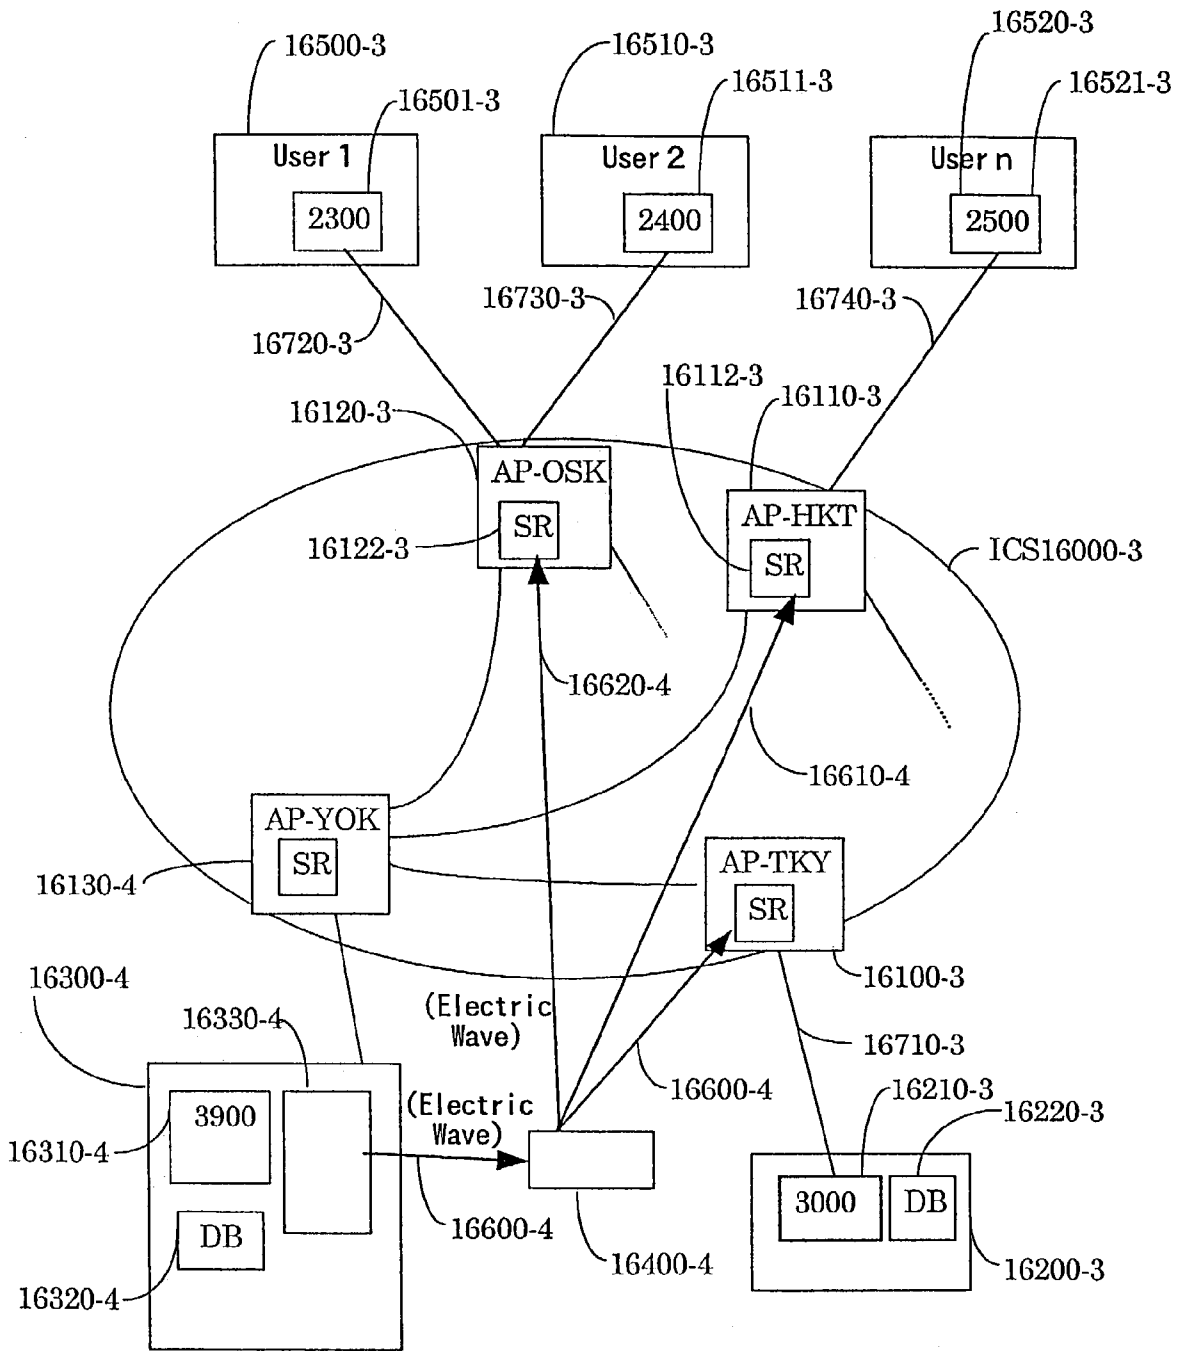 16500-3
16510-3
16520-3
16501-3
16511-3
16521-3
User 1
User 2
User n
2300
2400
2500
16720-3
16730-3
16740-3
16112-3
16120-3
16110-3
AP-OSK
SR
16122-3
AP-HKT
SR
ICS16000-3
16620-4
16610-4
AP-YOK
SR
16130-4
AP-TKY
SR
16100-3
16300-4
16330-4
(Electric
Wave)
16710-3
16600-4
16210-3
16220-3
3900
(Electric
Wave)
16310-4
DB
16600-4
16400-4
3000
DB
16320-4
16200-3